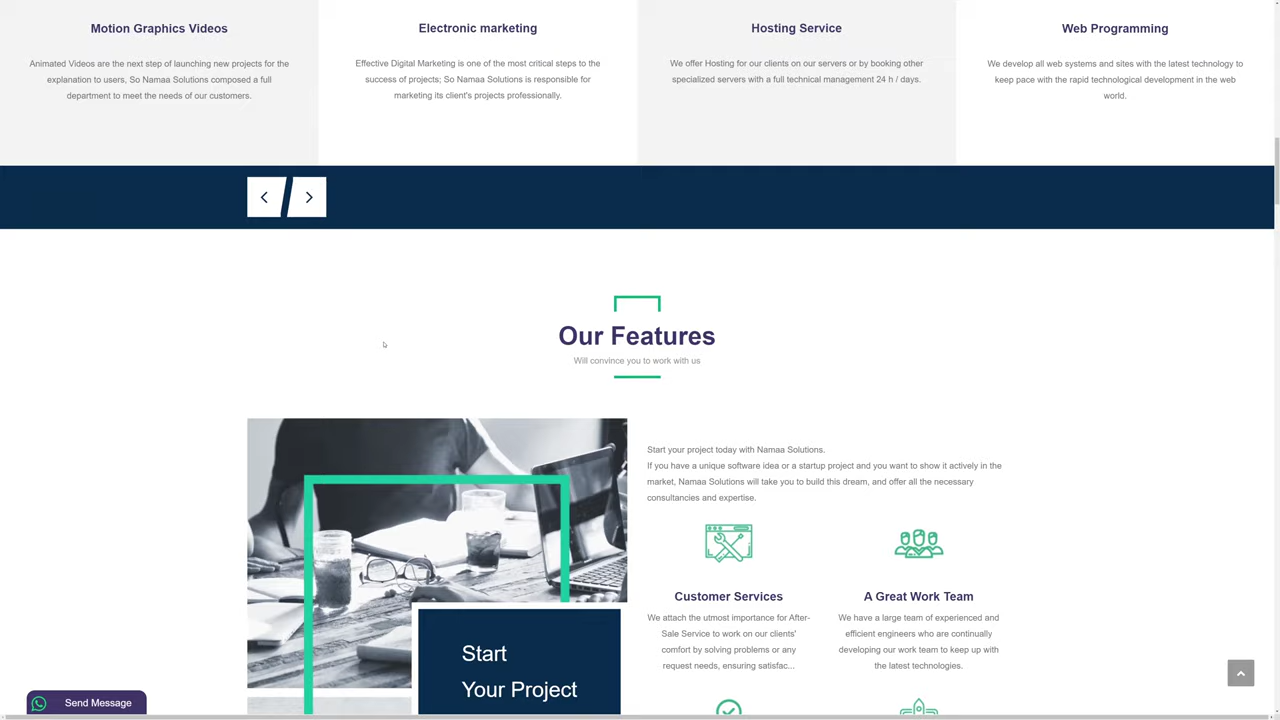 Motion Graphics Videos
Animated Videos are the next step of launching new projects for the
explanation to users, So Namaa Solutions composed a full
department to meet the needs of our customers.
Electronic marketing
Effective Digital Marketing is one of the most critical steps to the
success of projects; So Namaa Solutions is responsible for
marketing its client's projects professionally.
Hosting Service
We offer Hosting for our clients on our servers or by booking other
specialized servers with a full technical management 24 h / days.
Web Programming
We develop all web systems and sites with the latest technology to
keep pace with the rapid technological development in the web
world.
Our Features
Will convince you to work with us
Start
Your Project
Start your project today with Namaa Solutions.
If you have a unique software idea or a startup project and you want to show it actively in the
market, Namaa Solutions will take you to build this dream, and offer all the necessary
consultancies and expertise.
Customer Services
We attach the utmost importance for After-
Sale Service to work on our clients'
comfort by solving problems or any
request needs, ensuring satisfac...
A Great Work Team
We have a large team of experienced and
efficient engineers who are continually
developing our work team to keep up with
the latest technologies.
Send Message